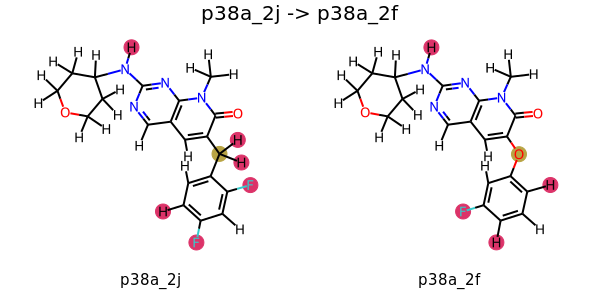 p38a_2j -> p38a_2f
H H
H H H N N N H H H N N N
H H H H H H
H N N O H N N O
O H O H
H H H H H H
H H
H H O
H H
H F H
H F
F H H H
p38a_2j p38a_2f